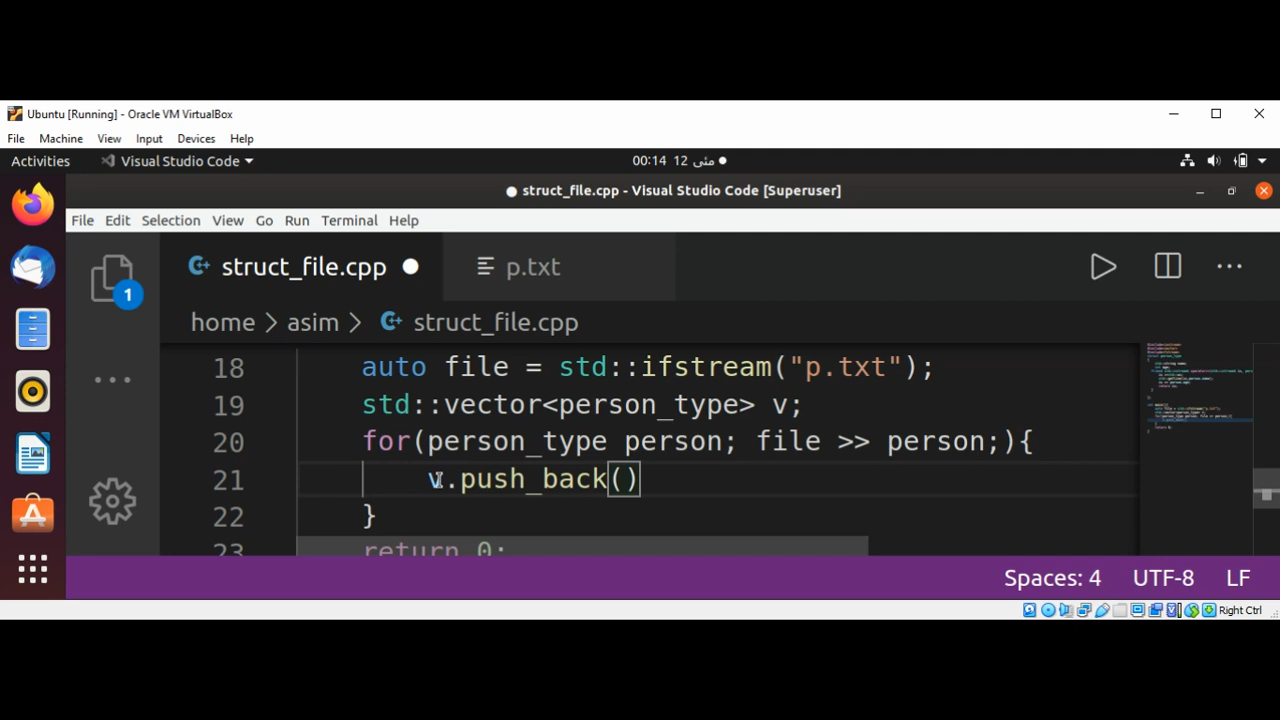 Ubuntu [Running] - Oracle VM VirtualBox
File Machine View Input Devices Help
Activities Visual Studio Code 00:14 12 مئی
struct_file.cpp - Visual Studio Code [Superuser]
File Edit Selection View Go Run Terminal Help
struct_file.cpp p.txt
1
home > asim > struct_file.cpp
18 auto file = std::ifstream("p.txt");
19 std::vector<person_type> v;
20 for(person_type person; file >> person;){
21 v.push_back()
22 }
23 return 0;
Spaces: 4 UTF-8 LF
Right Ctrl